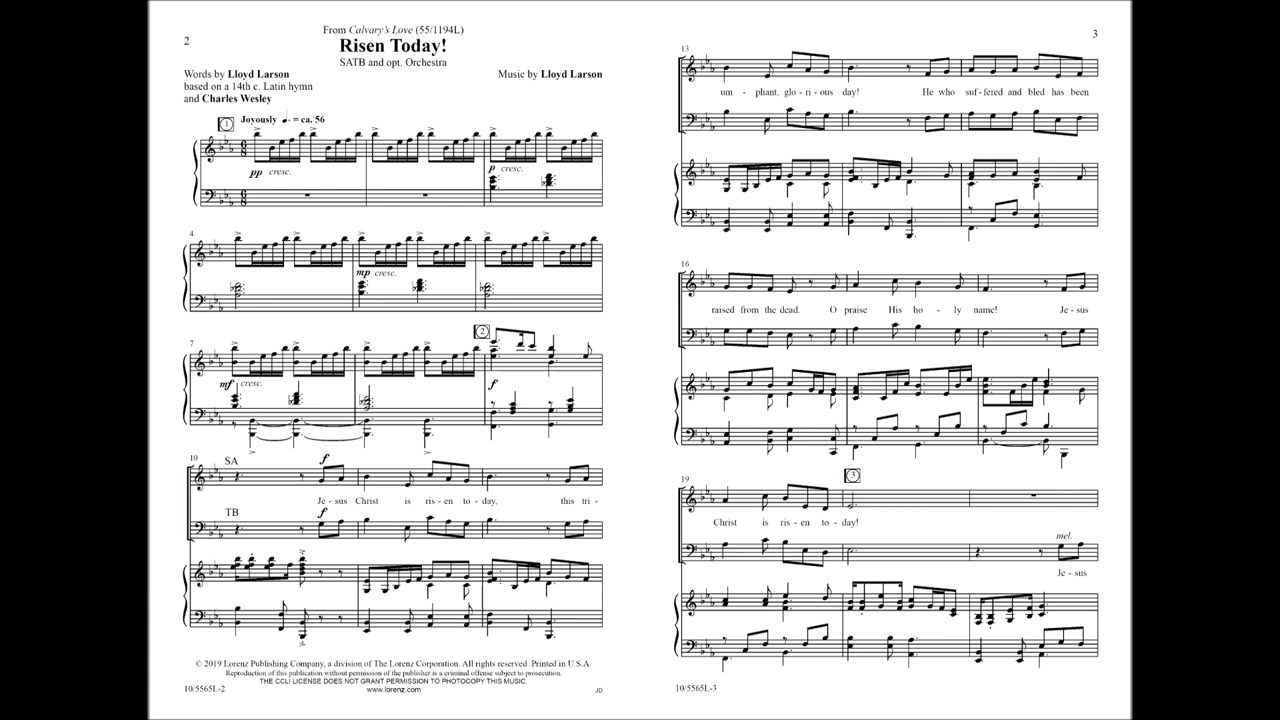 2
From Calvary's Love (55/1194L)
Risen Today!
SATB and opt. Orchestra
Words by Lloyd Larson
based on a 14th c. Latin hymn
and Charles Wesley
Music by Lloyd Larson
1
Joyously ♩. = ca. 56
pp cresc.
p cresc.
4
mp cresc.
7
2
mf cresc.
f
10
SA
f
Je - sus Christ is ris - en to - day, this tri -
TB
f
© 2019 Lorenz Publishing Company, a division of The Lorenz Corporation. All rights reserved. Printed in U.S.A.
Reproduction of this publication without permission of the publisher is a criminal offense subject to prosecution.
THE CCLI LICENSE DOES NOT GRANT PERMISSION TO PHOTOCOPY THIS MUSIC.
www.lorenz.com
10/5565L-2
JD
3
13
um - phant, glo - ri - ous day! He who suf - fered and bled has been
16
raised from the dead. O praise His ho - ly name! Je - sus
19
3
Christ is ris - en to - day!
mel.
Je - sus
10/5565L-3